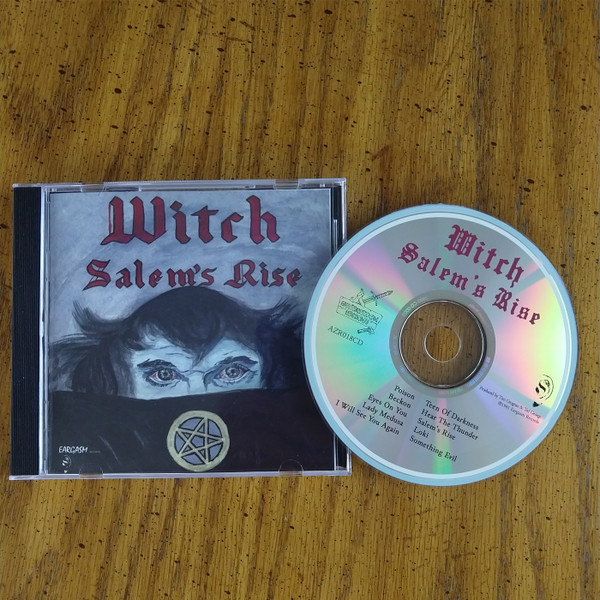 Witch
Salem's Rise
EARGASM
Witch
Salem's Rise
AZR018CD
Poison
Beckon
Eyes On You
Lady Medusa
I Will See You Again
Teen Of Darkness
Hear The Thunder
Salem's Rise
Loki
Something Evil